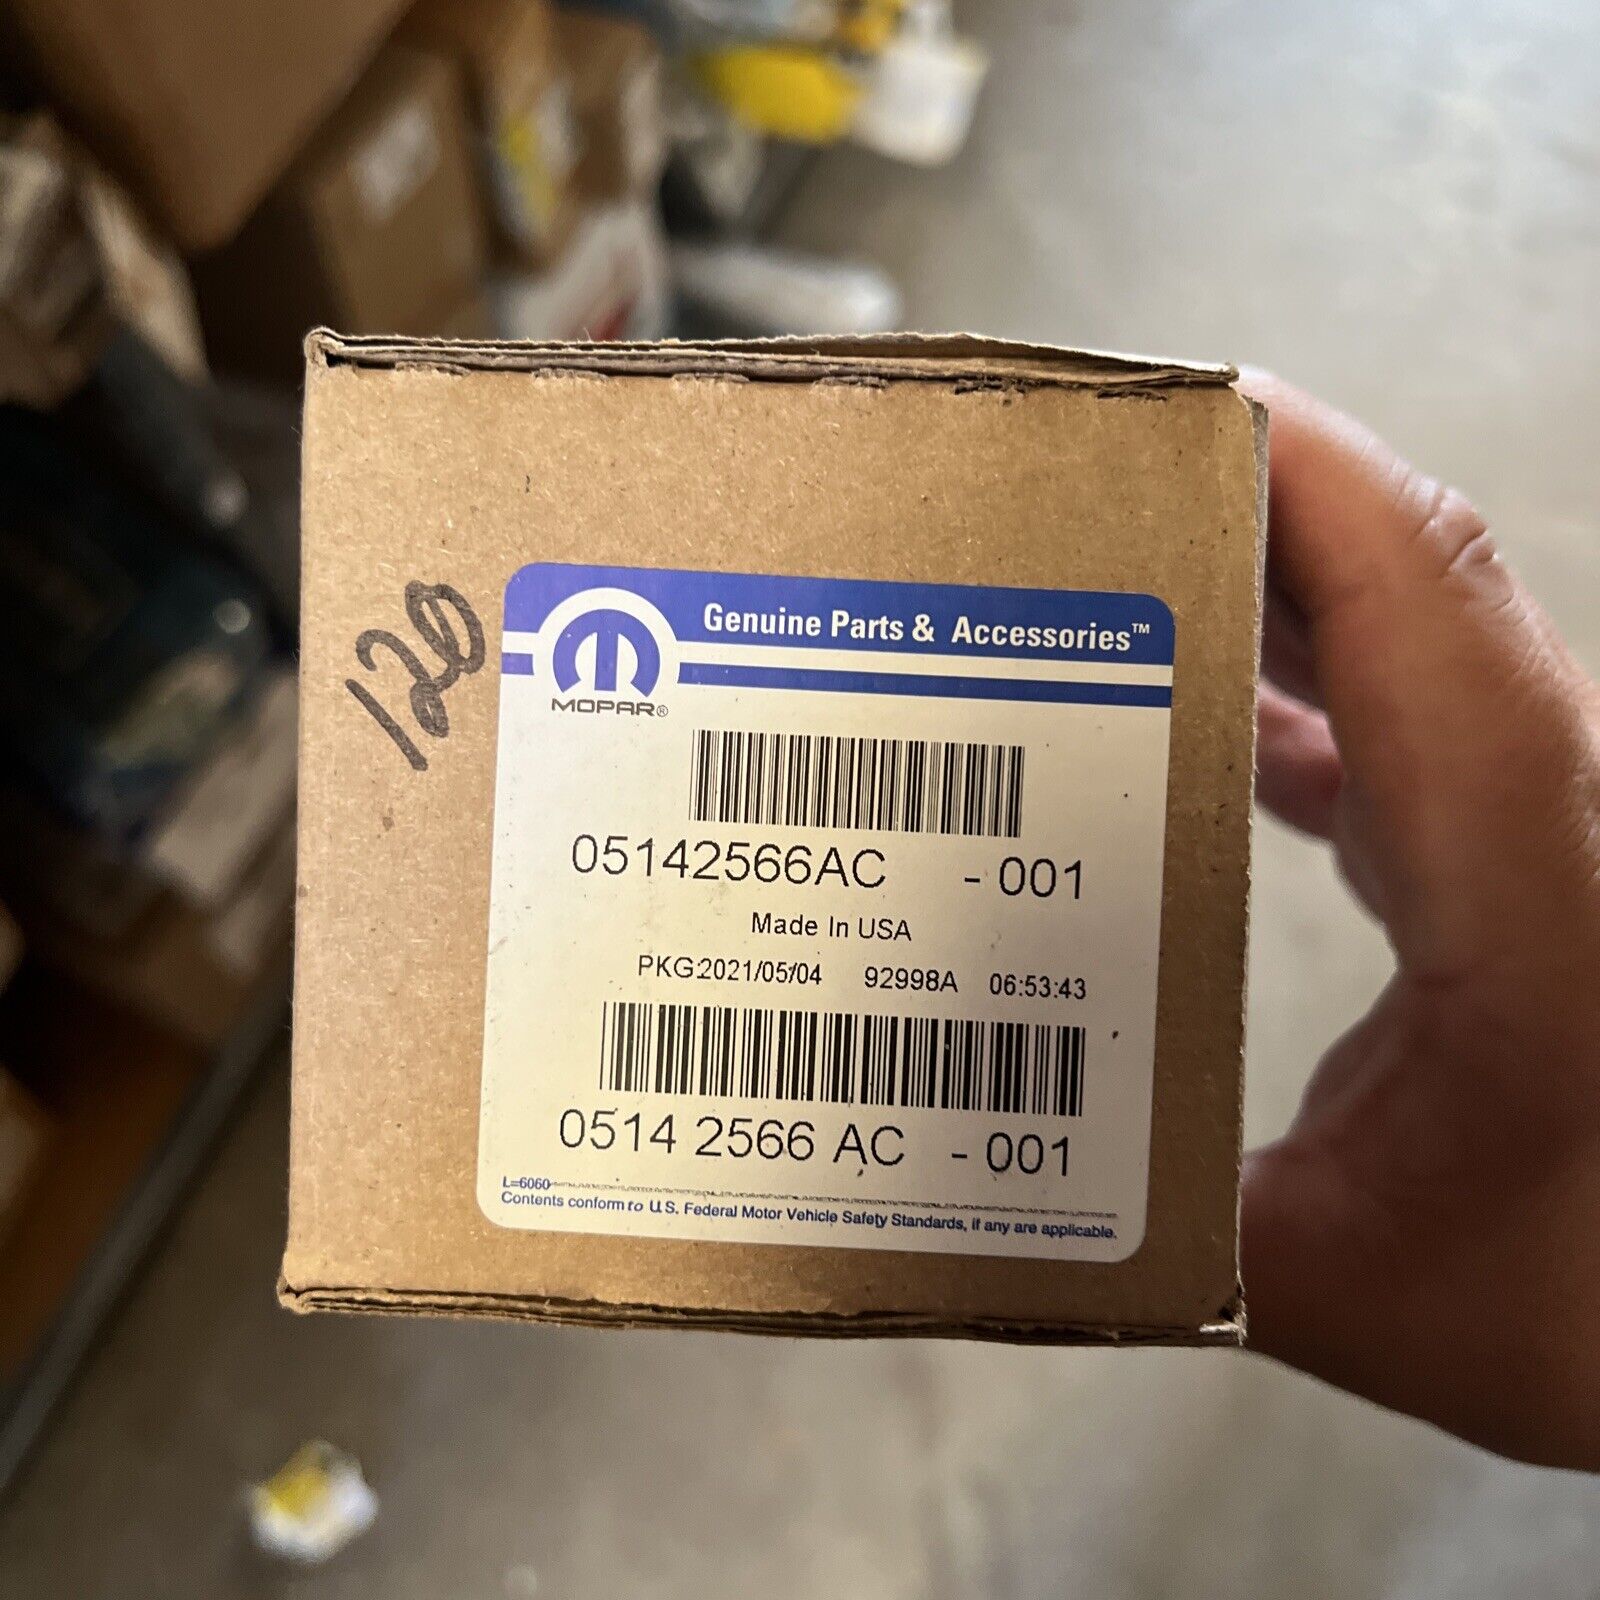 120
Genuine Parts & Accessories™
MOPAR®
05142566AC - 001
Made In USA
PKG:2021/05/04 92998A 06:53:43
0514 2566 AC - 001
L=6060
Contents conform to U.S. Federal Motor Vehicle Safety Standards, if any are applicable.